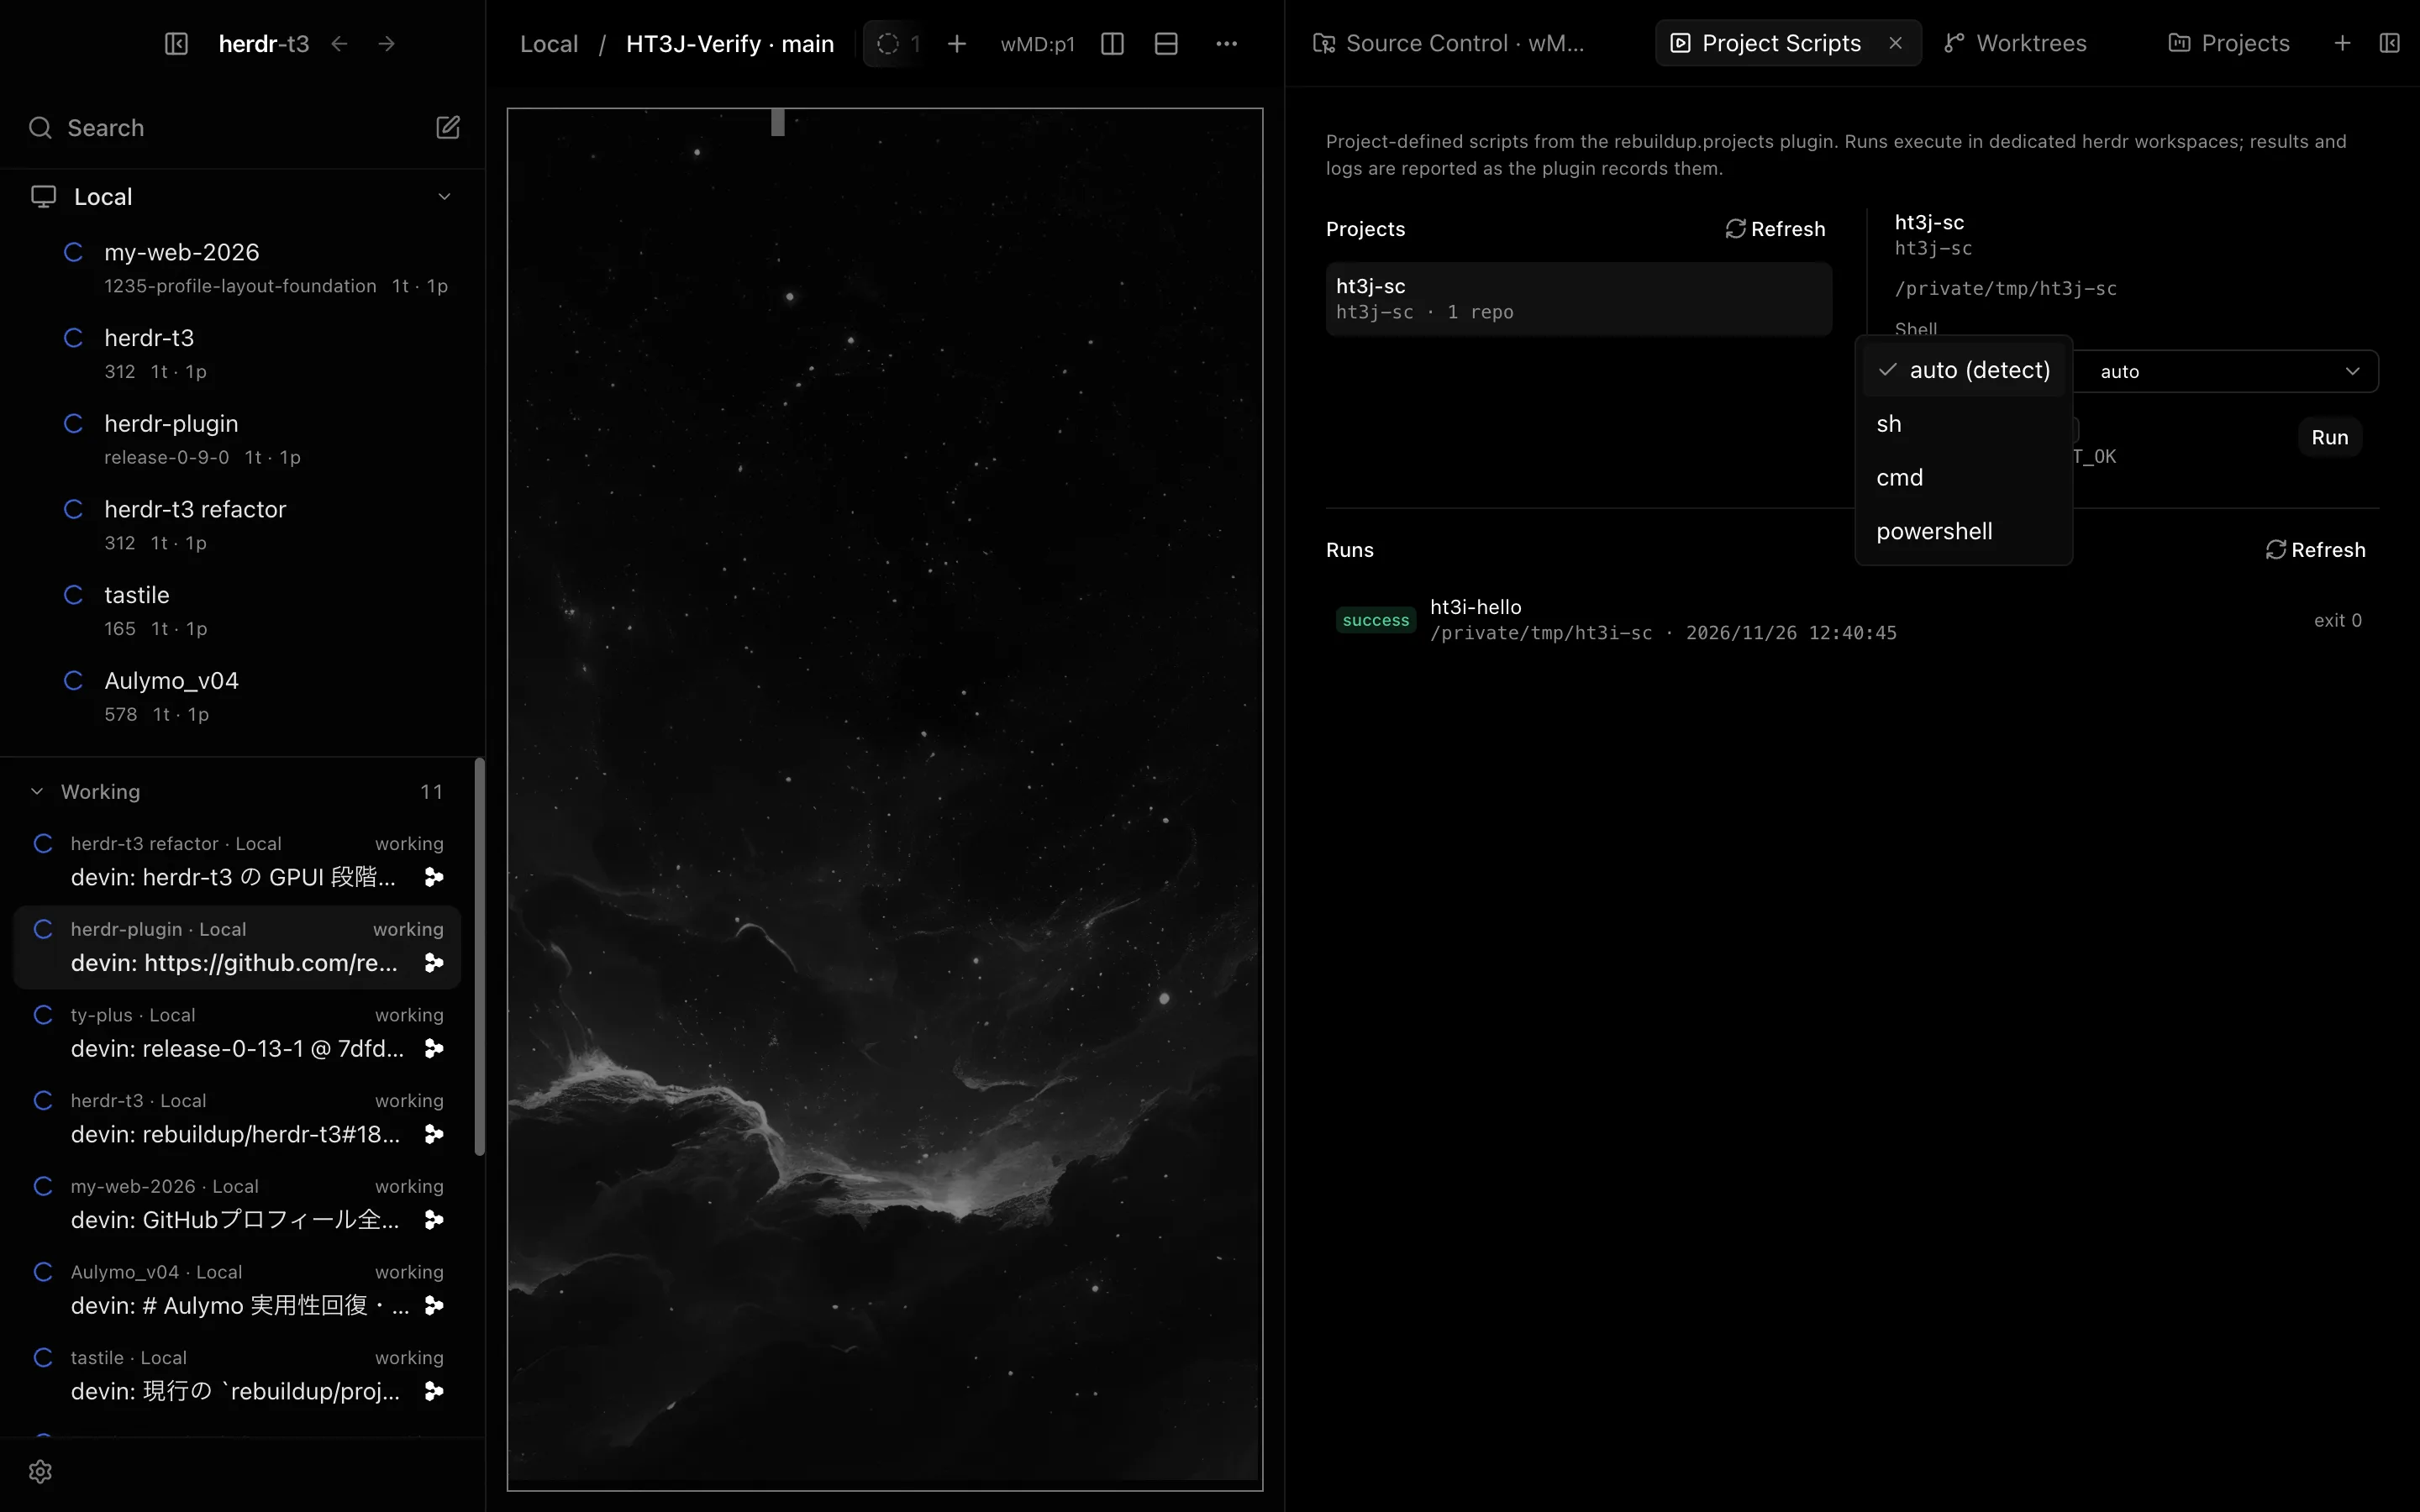 herdr-t3
Search
Local
my-web-2026
1235-profile-layout-foundation 1t · 1p
herdr-t3
312 1t · 1p
herdr-plugin
release-0-9-0 1t · 1p
herdr-t3 refactor
312 1t · 1p
tastile
165 1t · 1p
Aulymo_v04
578 1t · 1p
Working 11
herdr-t3 refactor · Local working
devin: herdr-t3 の GPUI 段階...
herdr-plugin · Local working
devin: https://github.com/re...
ty-plus · Local working
devin: release-0-13-1 @ 7dfd...
herdr-t3 · Local working
devin: rebuildup/herdr-t3#18...
my-web-2026 · Local working
devin: GitHubプロフィール全...
Aulymo_v04 · Local working
devin: # Aulymo 実用性回復・...
tastile · Local working
devin: 現行の `rebuildup/proj...
Local / HT3J-Verify · main 1 wMD:p1
Source Control · wM... Project Scripts Worktrees Projects
Project-defined scripts from the rebuildup.projects plugin. Runs execute in dedicated herdr workspaces; results and
logs are reported as the plugin records them.
Projects Refresh
ht3j-sc
ht3j-sc · 1 repo
ht3j-sc
ht3j-sc
/private/tmp/ht3j-sc
Shell
auto
auto (detect)
sh
cmd
powershell
T_OK
Run
Runs Refresh
success
ht3i-hello
/private/tmp/ht3i-sc · 2026/11/26 12:40:45
exit 0